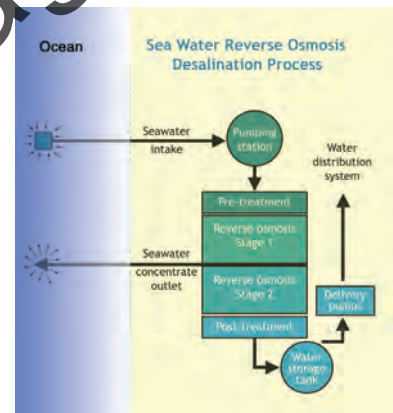 Ocean
Sea Water Reverse Osmosis
Desalination Process
Seawater
intake
Pumping
station
Water
distribution
system
Pre-treatment
Reverse osmosis
Stage 1
Seawater
concentrate
outlet
Reverse osmosis
Stage 2
Delivery
pumps
Post-treatment
Water
storage
tank